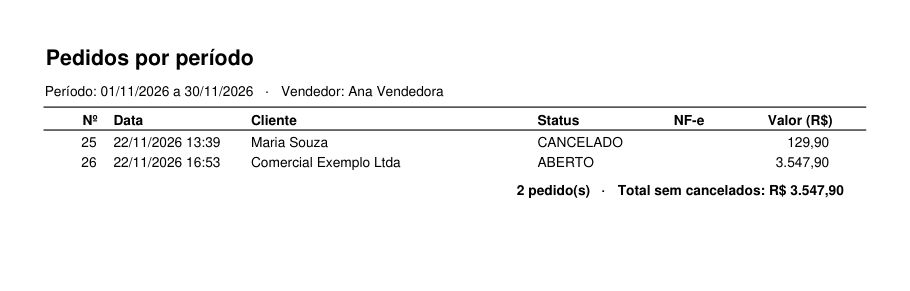 Pedidos por período
Período: 01/11/2026 a 30/11/2026 · Vendedor: Ana Vendedora
Nº Data Cliente Status NF-e Valor (R$)
25 22/11/2026 13:39 Maria Souza CANCELADO 129,90
26 22/11/2026 16:53 Comercial Exemplo Ltda ABERTO 3.547,90
2 pedido(s) · Total sem cancelados: R$ 3.547,90